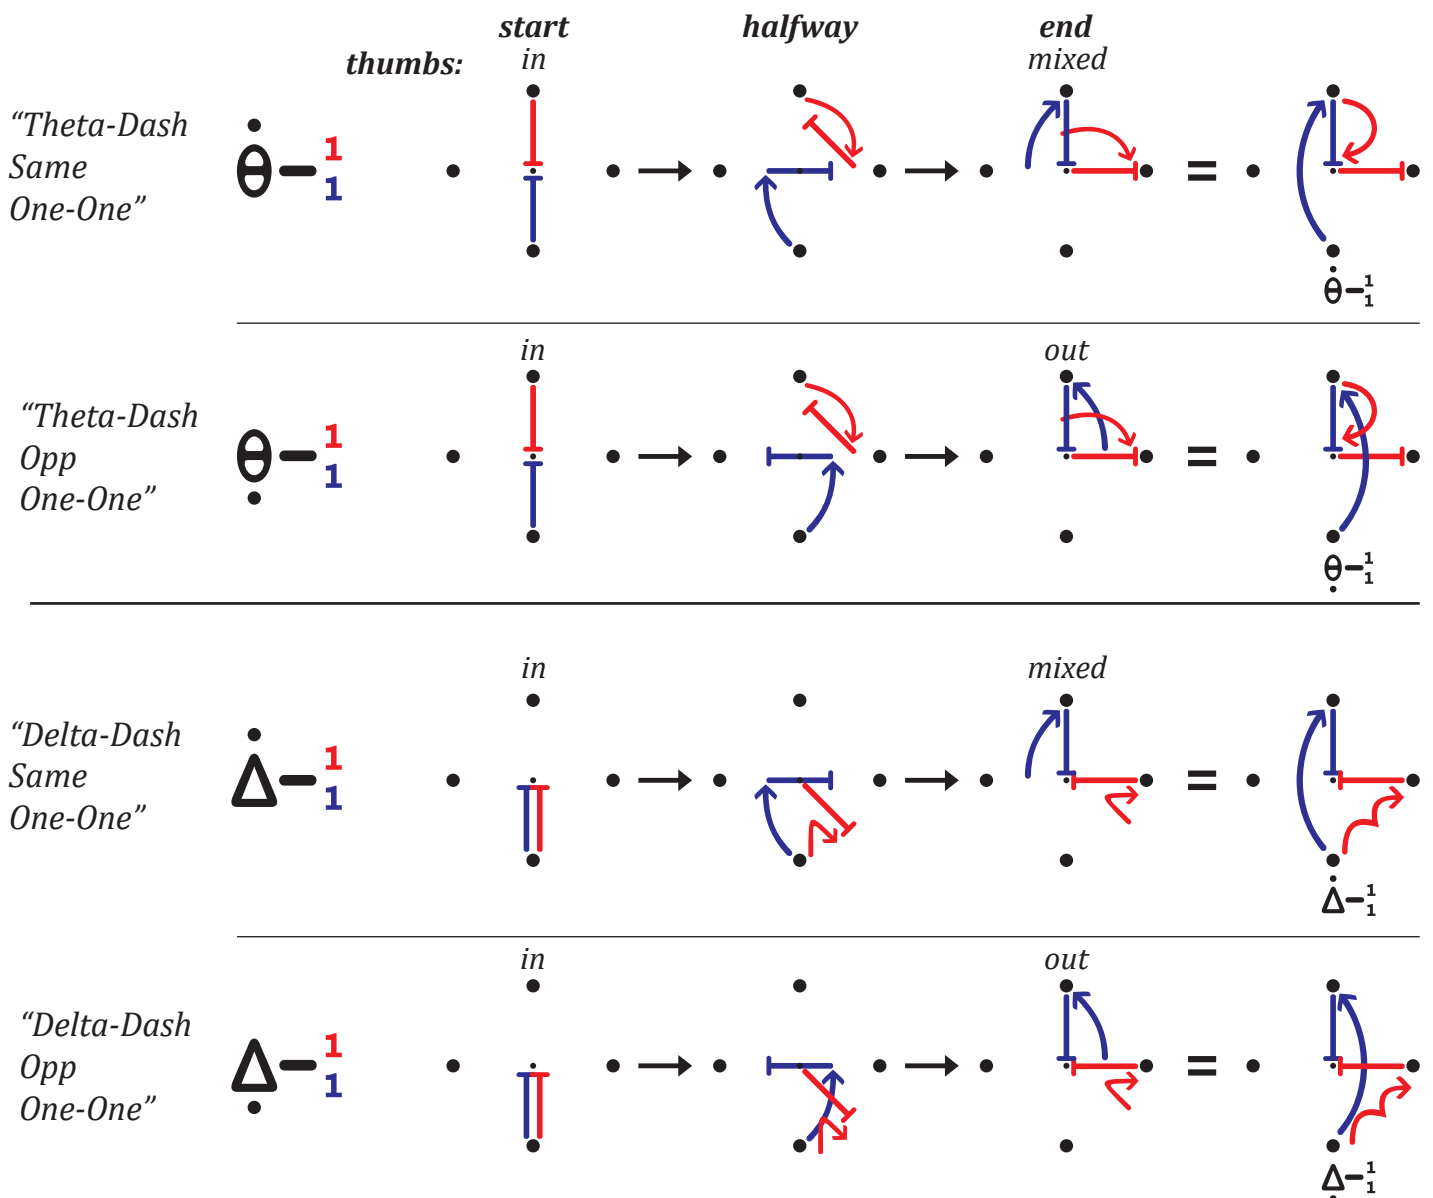 start halfway end
thumbs: in mixed
“Theta-Dash
Same
One-One”
θ–1
1
θ–1
1
in out
“Theta-Dash
Opp
One-One”
θ–1
1
θ–1
1
in mixed
“Delta-Dash
Same
One-One”
Δ–1
1
Δ–1
1
in out
“Delta-Dash
Opp
One-One”
Δ–1
1
Δ–1
1